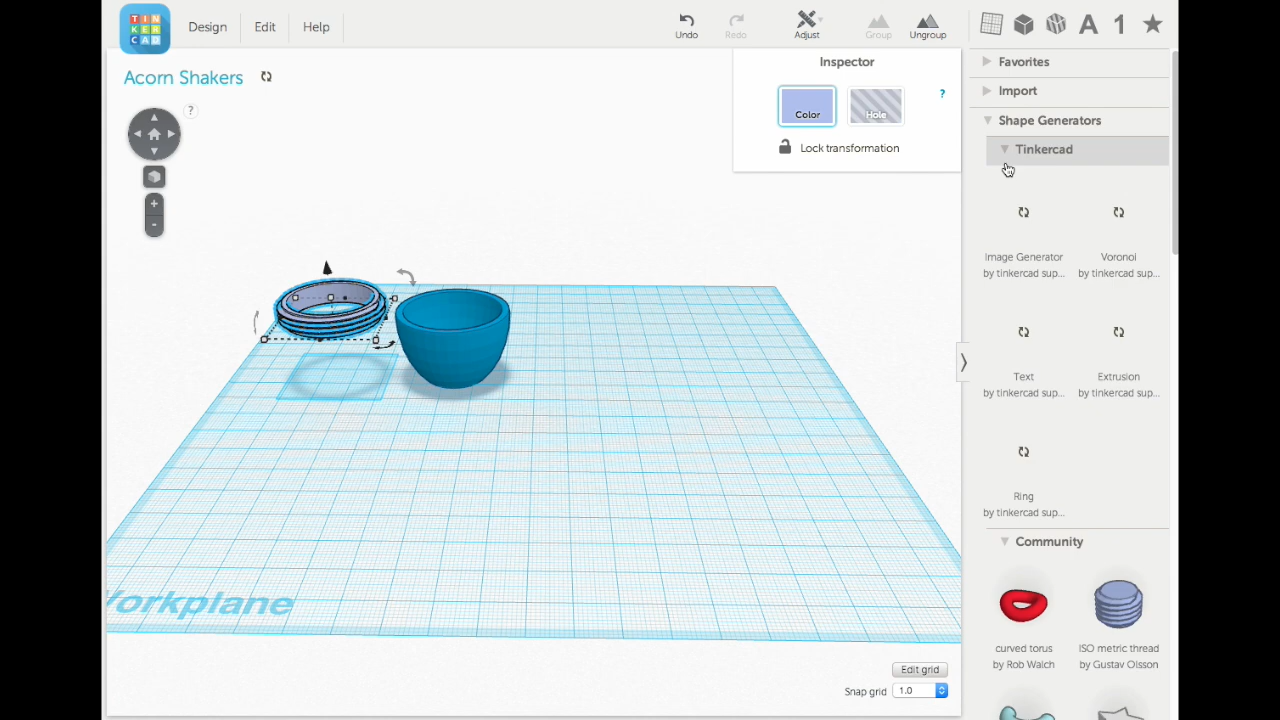 TIN
KER
CAD
Design
Edit
Help
Undo
Redo
Adjust
Group
Ungroup
A
1
Acorn Shakers
?
Inspector
Color
Hole
?
Lock transformation
+
-
Workplane
Edit grid
Snap grid
1.0
Favorites
Import
Shape Generators
Tinkercad
Image Generator
by tinkercad sup...
Voronoi
by tinkercad sup...
Text
by tinkercad sup...
Extrusion
by tinkercad sup...
Ring
by tinkercad sup...
Community
curved torus
by Rob Walch
ISO metric thread
by Gustav Olsson